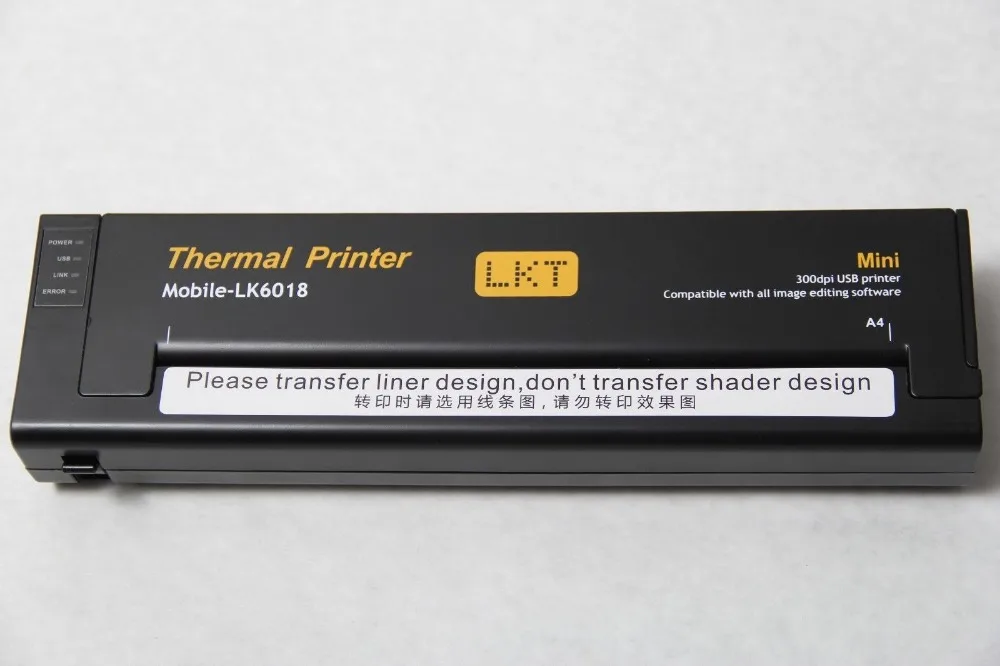 POWER
USB
LINK
ERROR
Thermal Printer
Mobile-LK6018
LKT
Mini
300dpi USB printer
Compatible with all image editing software
A4
Please transfer liner design,don't transfer shader design
转印时请选用线条图,请勿转印效果图